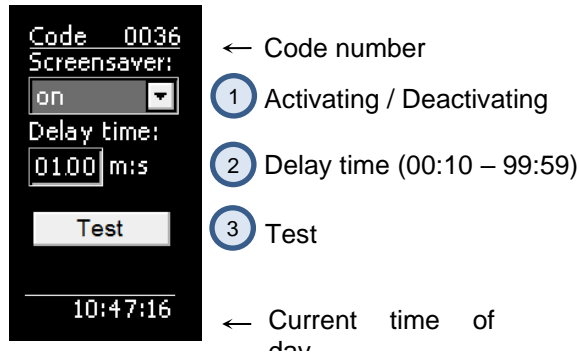 Code 0036
← Code number
Screensaver:
on
1 Activating / Deactivating
Delay time:
01.00 m:s
2 Delay time (00:10 – 99:59)
Test
3 Test
10:47:16
← Current time of
day